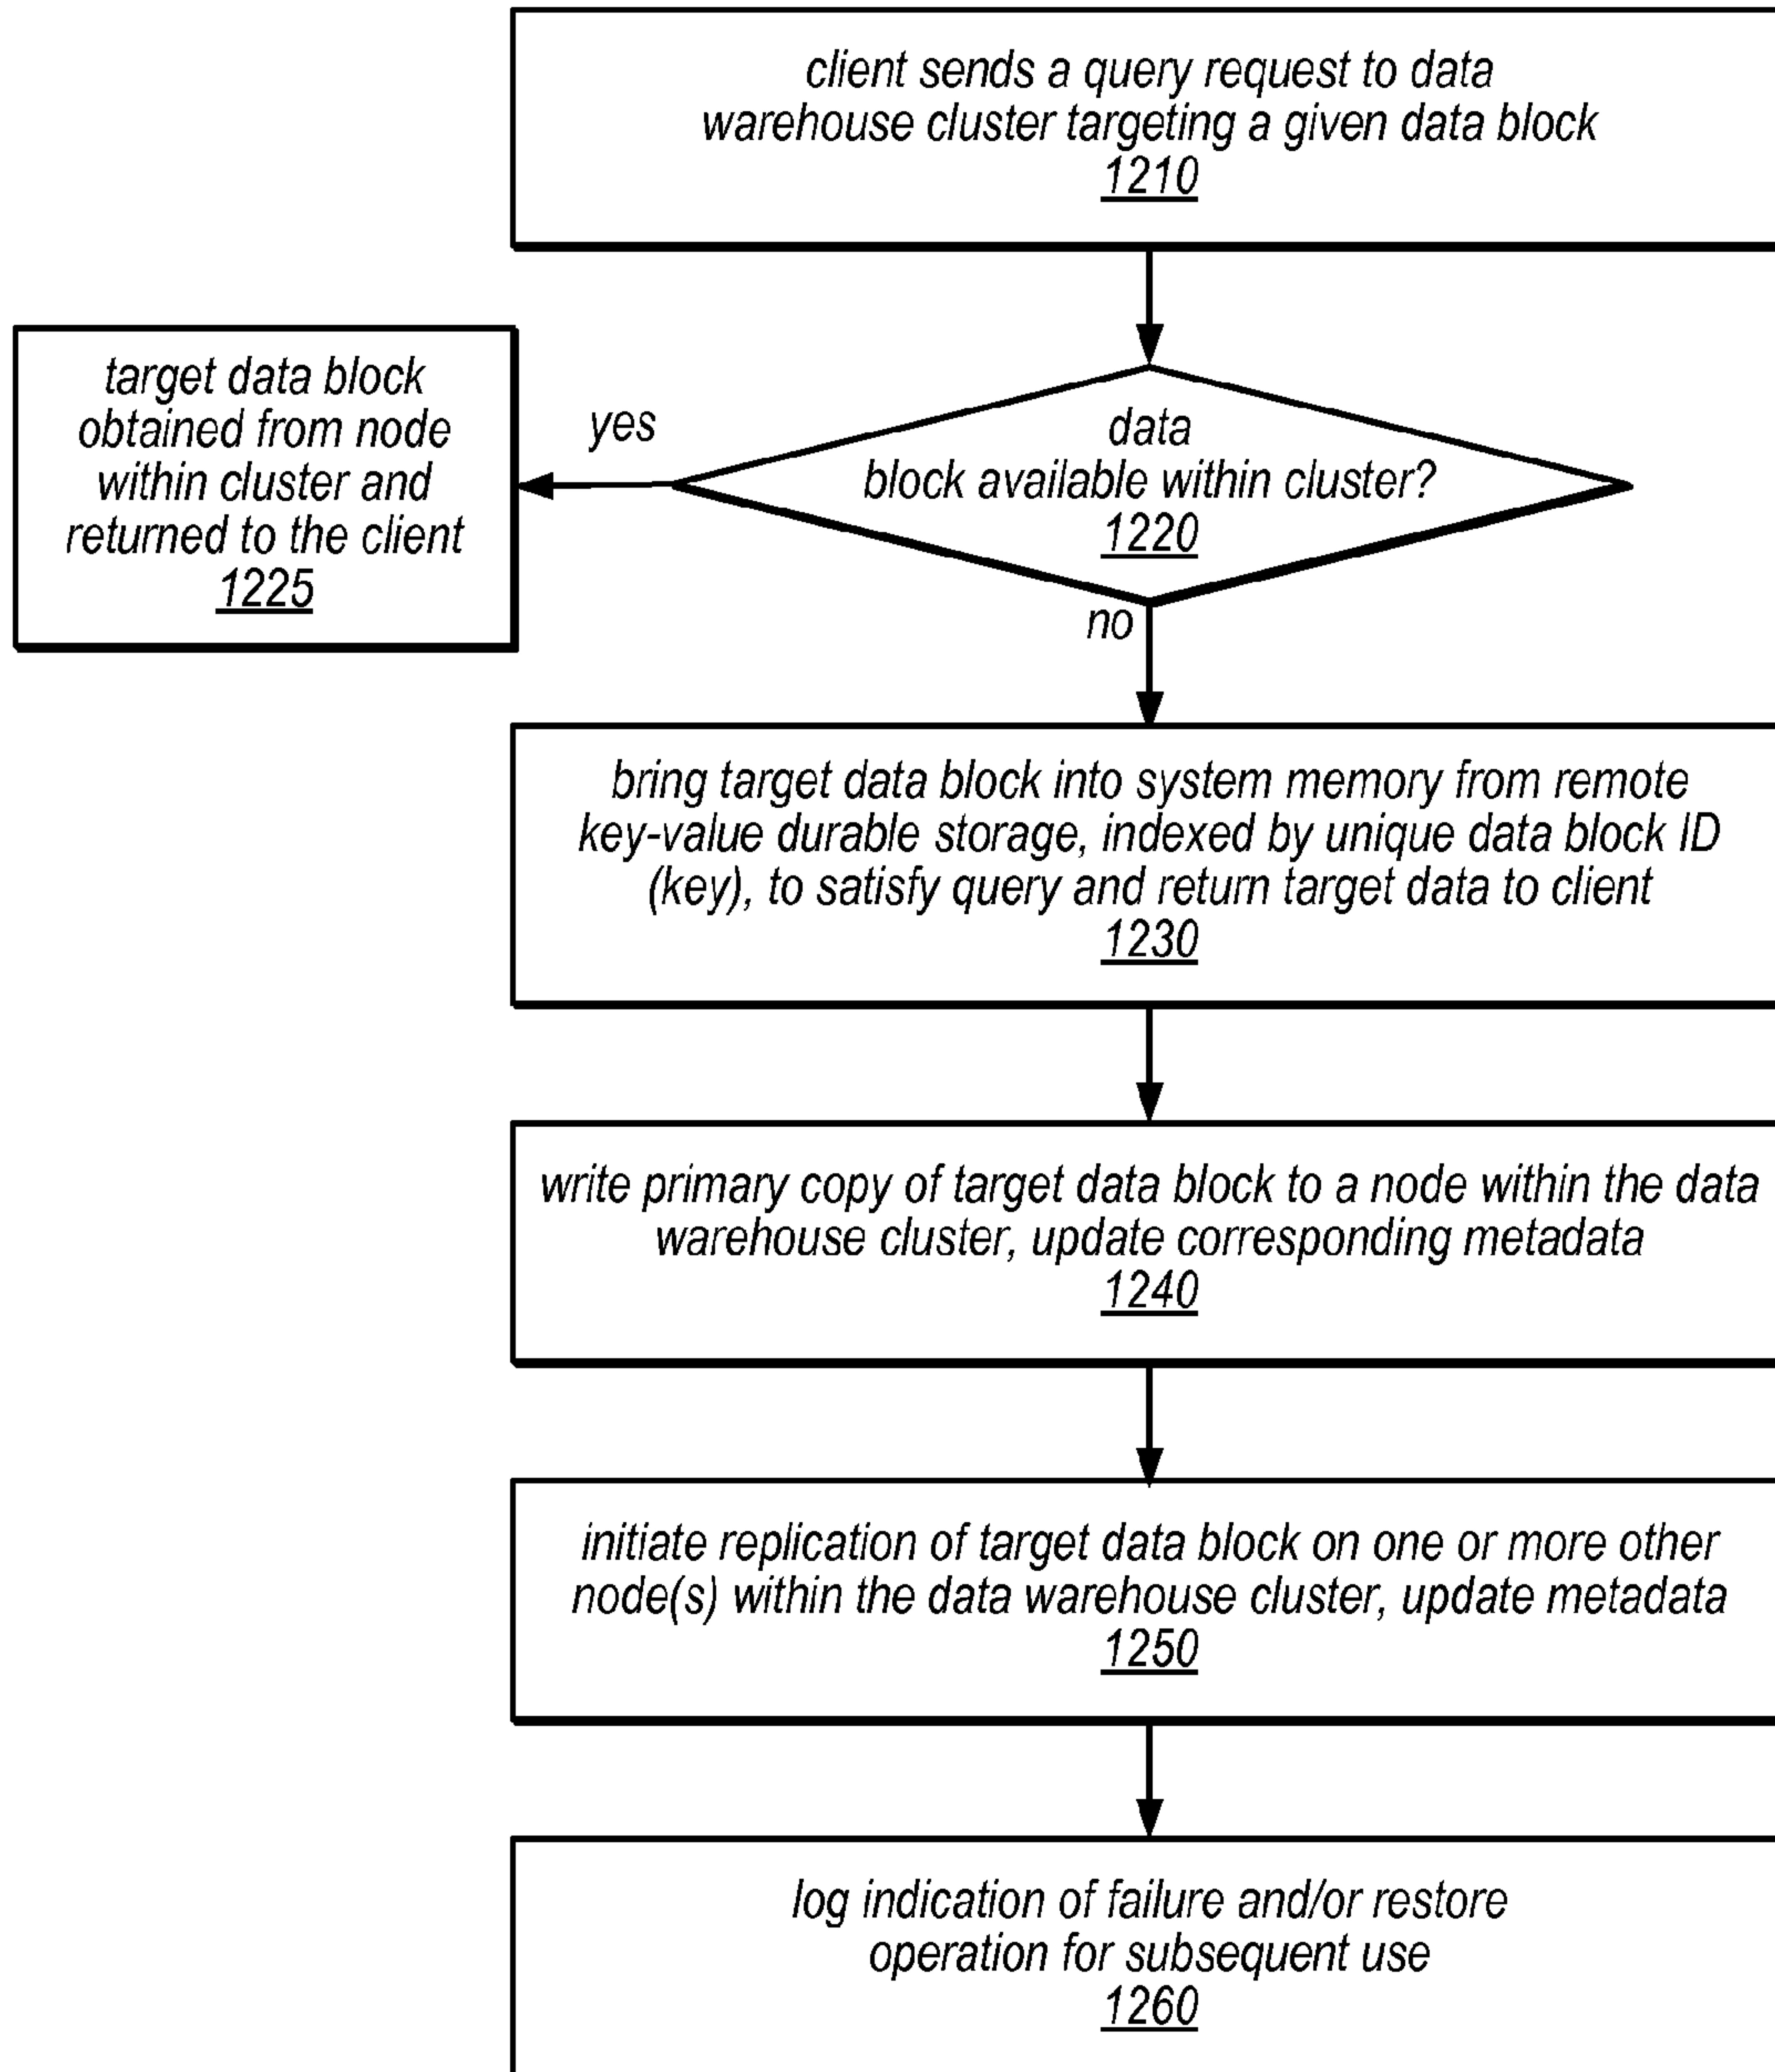 client sends a query request to data
warehouse cluster targeting a given data block
1210
target data block
obtained from node
within cluster and
returned to the client
1225
yes
data
block available within cluster?
1220
no
bring target data block into system memory from remote
key-value durable storage, indexed by unique data block ID
(key), to satisfy query and return target data to client
1230
write primary copy of target data block to a node within the data
warehouse cluster, update corresponding metadata
1240
initiate replication of target data block on one or more other
node(s) within the data warehouse cluster, update metadata
1250
log indication of failure and/or restore
operation for subsequent use
1260